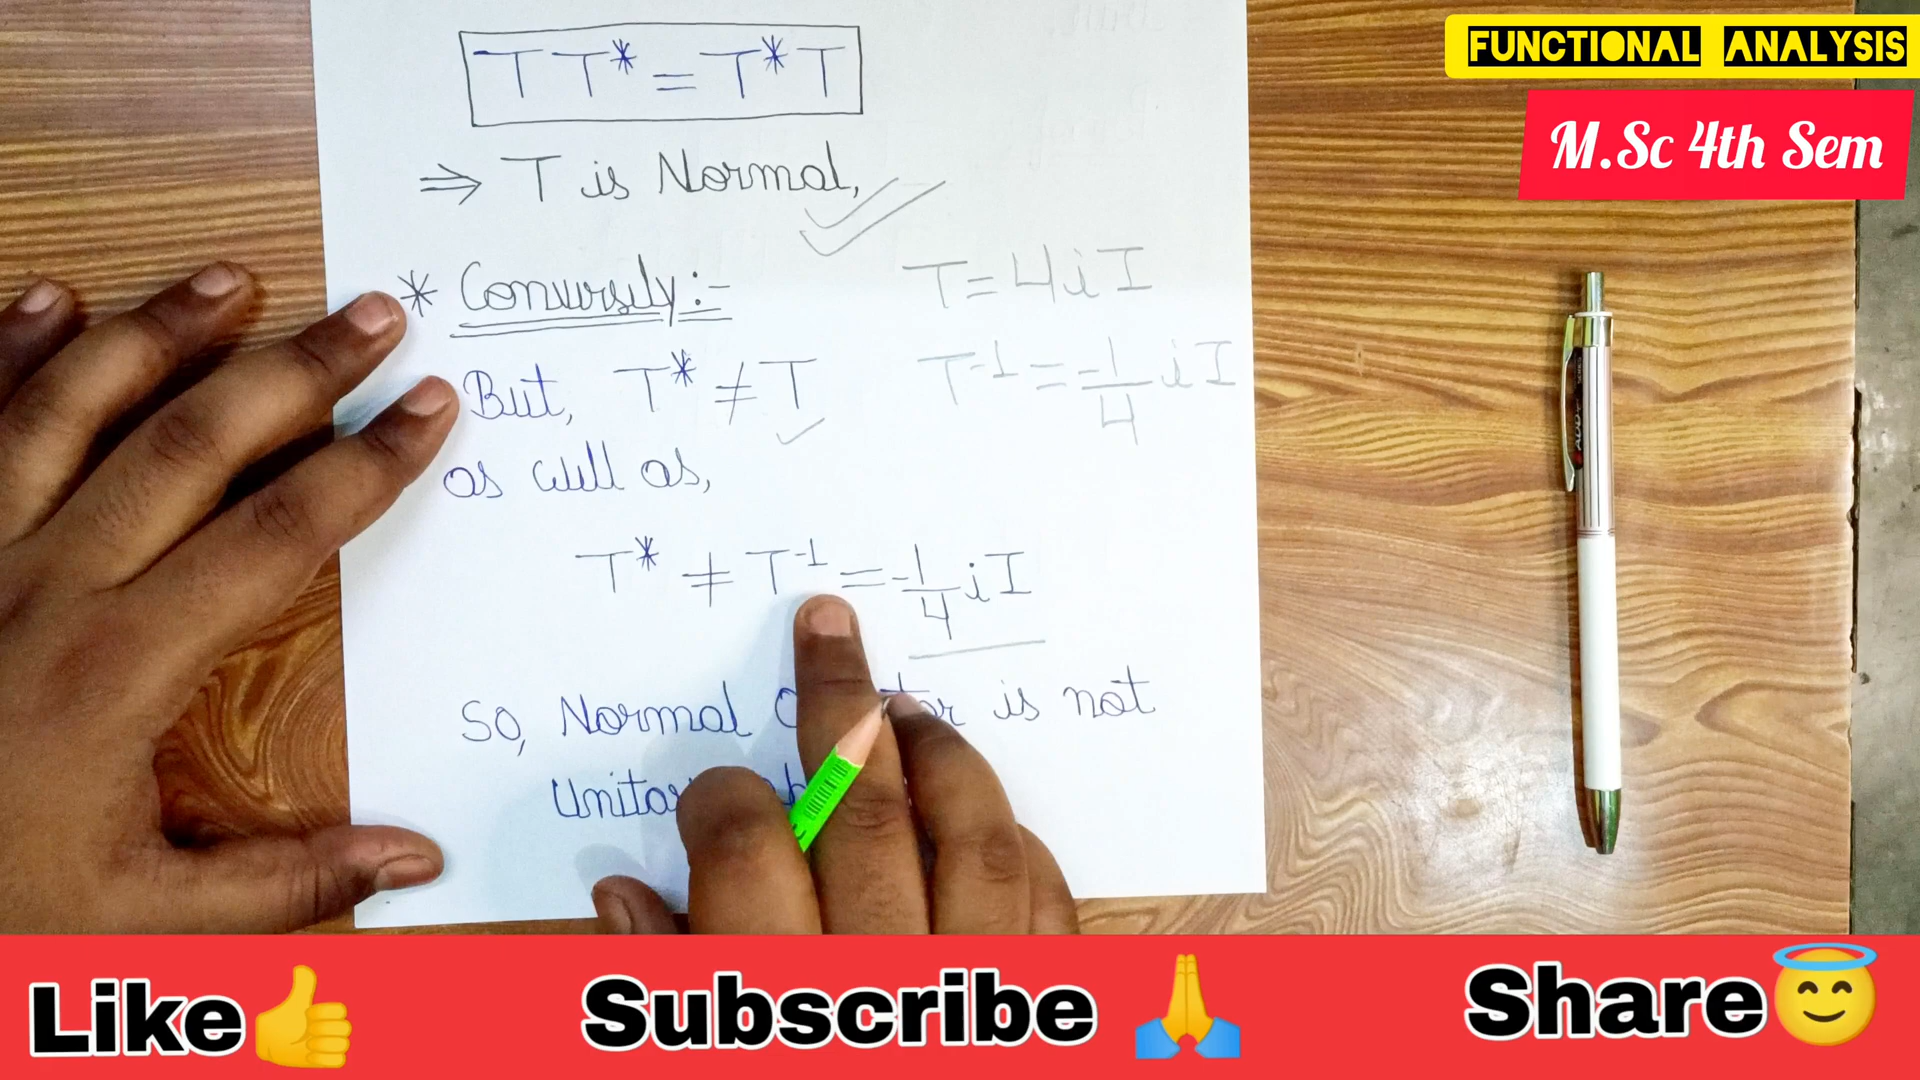 FUNCTIONAL ANALYSIS
M.Sc 4th Sem
TT* = T*T
⇒ T is Normal,
* Conversely :-
T = 4iI
But, T* ≠ T
T⁻¹ = -1/4 iI
as well as,
T* ≠ T⁻¹ = -1/4 iI
So, Normal is not
Like👍 Subscribe🙏 Share😇